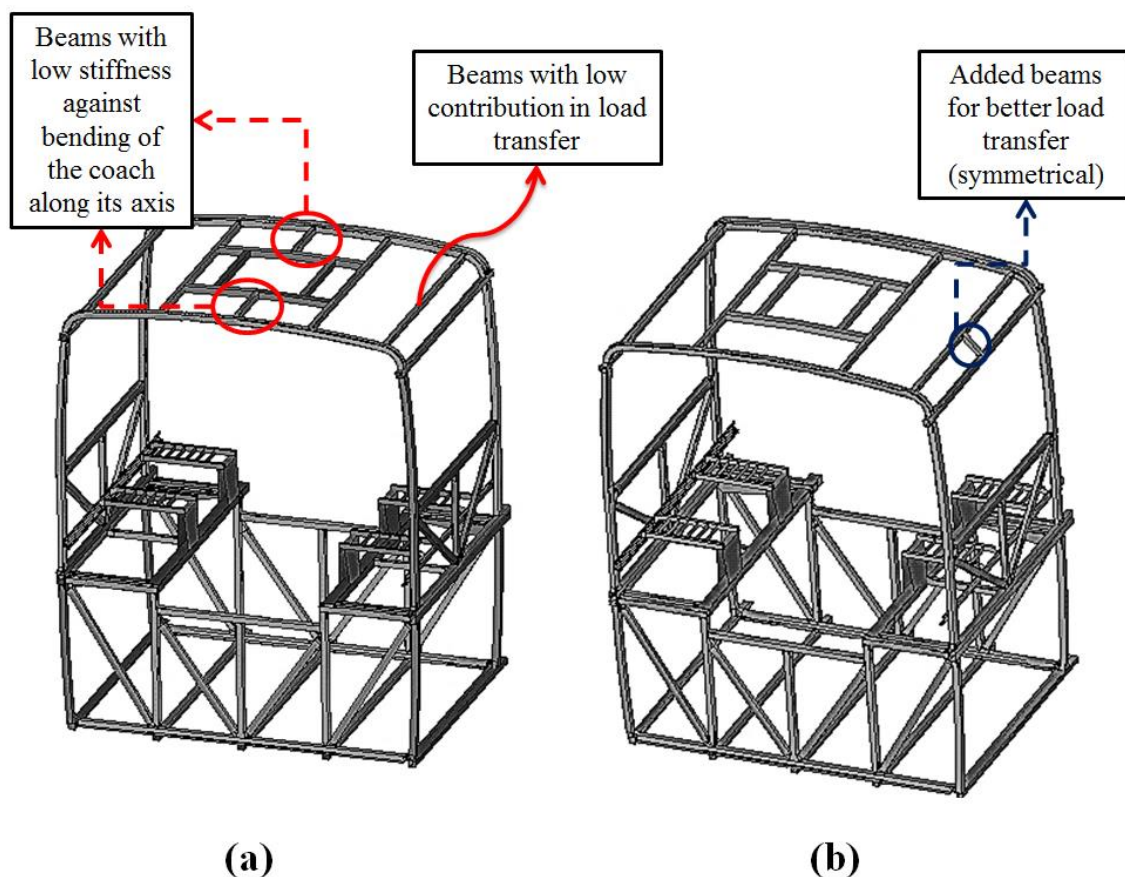 Beams with
low stiffness
against
bending of
the coach
along its axis
Beams with low
contribution in load
transfer
Added beams
for better load
transfer
(symmetrical)
(a)
(b)